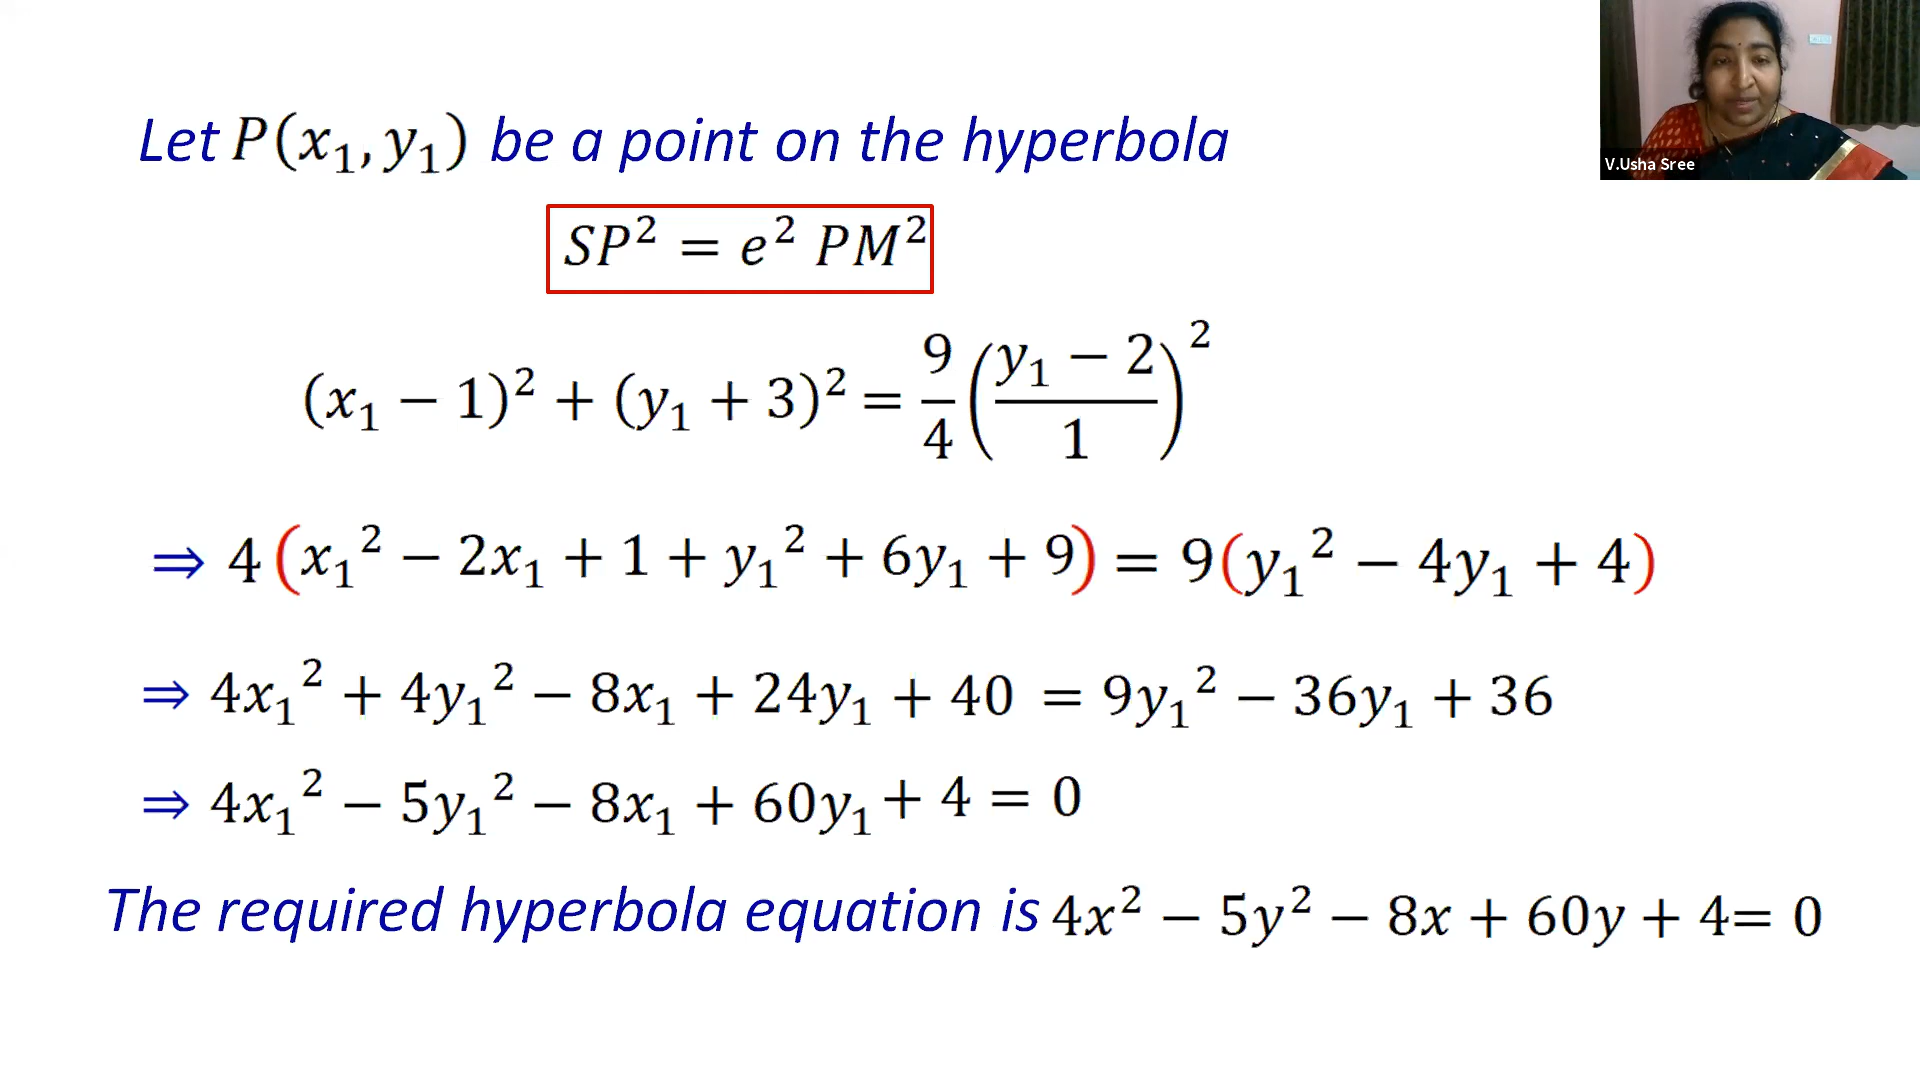 Let P(x₁, y₁) be a point on the hyperbola
SP² = e² PM²
(x₁ − 1)² + (y₁ + 3)² = 9/4 ((y₁ − 2)/1)²
⇒ 4(x₁² − 2x₁ + 1 + y₁² + 6y₁ + 9) = 9(y₁² − 4y₁ + 4)
⇒ 4x₁² + 4y₁² − 8x₁ + 24y₁ + 40 = 9y₁² − 36y₁ + 36
⇒ 4x₁² − 5y₁² − 8x₁ + 60y₁ + 4 = 0
The required hyperbola equation is 4x² − 5y² − 8x + 60y + 4= 0
V.Usha Sree